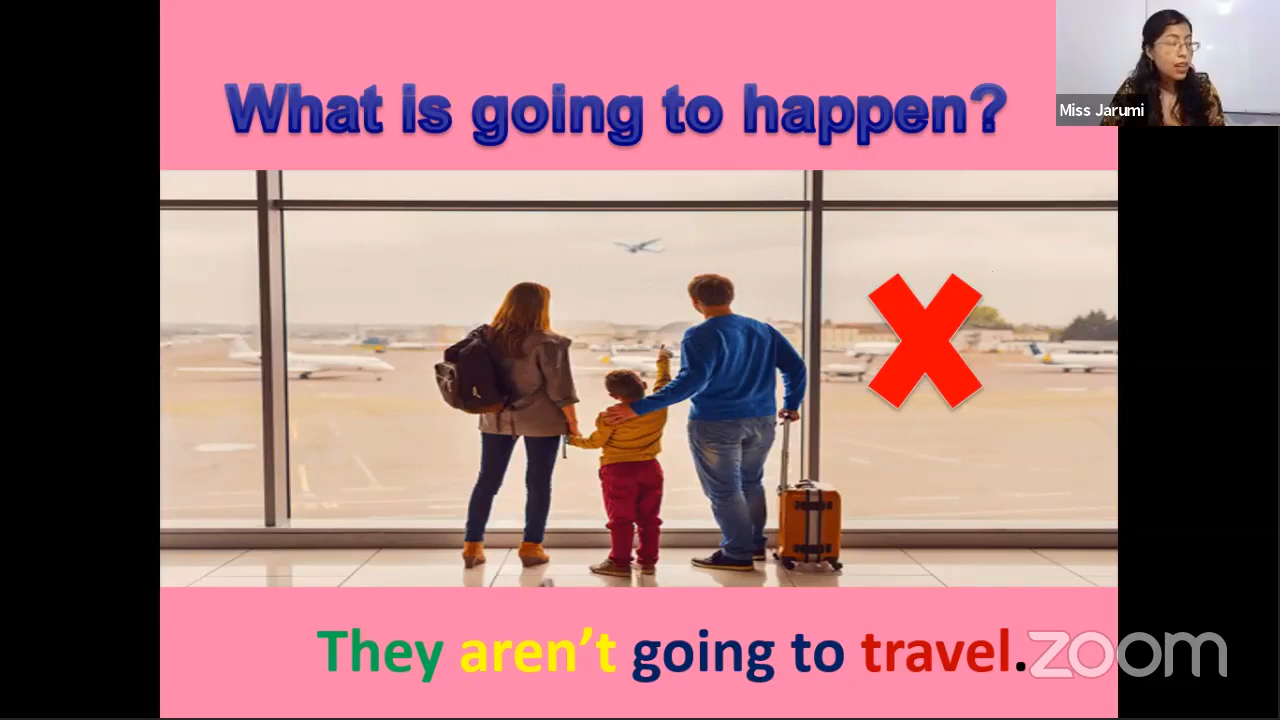 What is going to happen?
Miss Jarumi
They aren't going to travel.
zoom